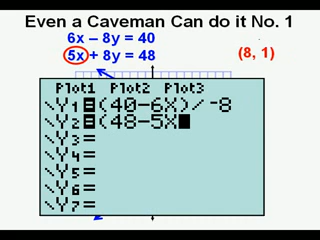 Even a Caveman Can do it No. 1
6x – 8y = 40
5x + 8y = 48
(8, 1)
Plot1 Plot2 Plot3
\Y1=(40-6X)/-8
\Y2=(48-5X
\Y3=
\Y4=
\Y5=
\Y6=
\Y7=